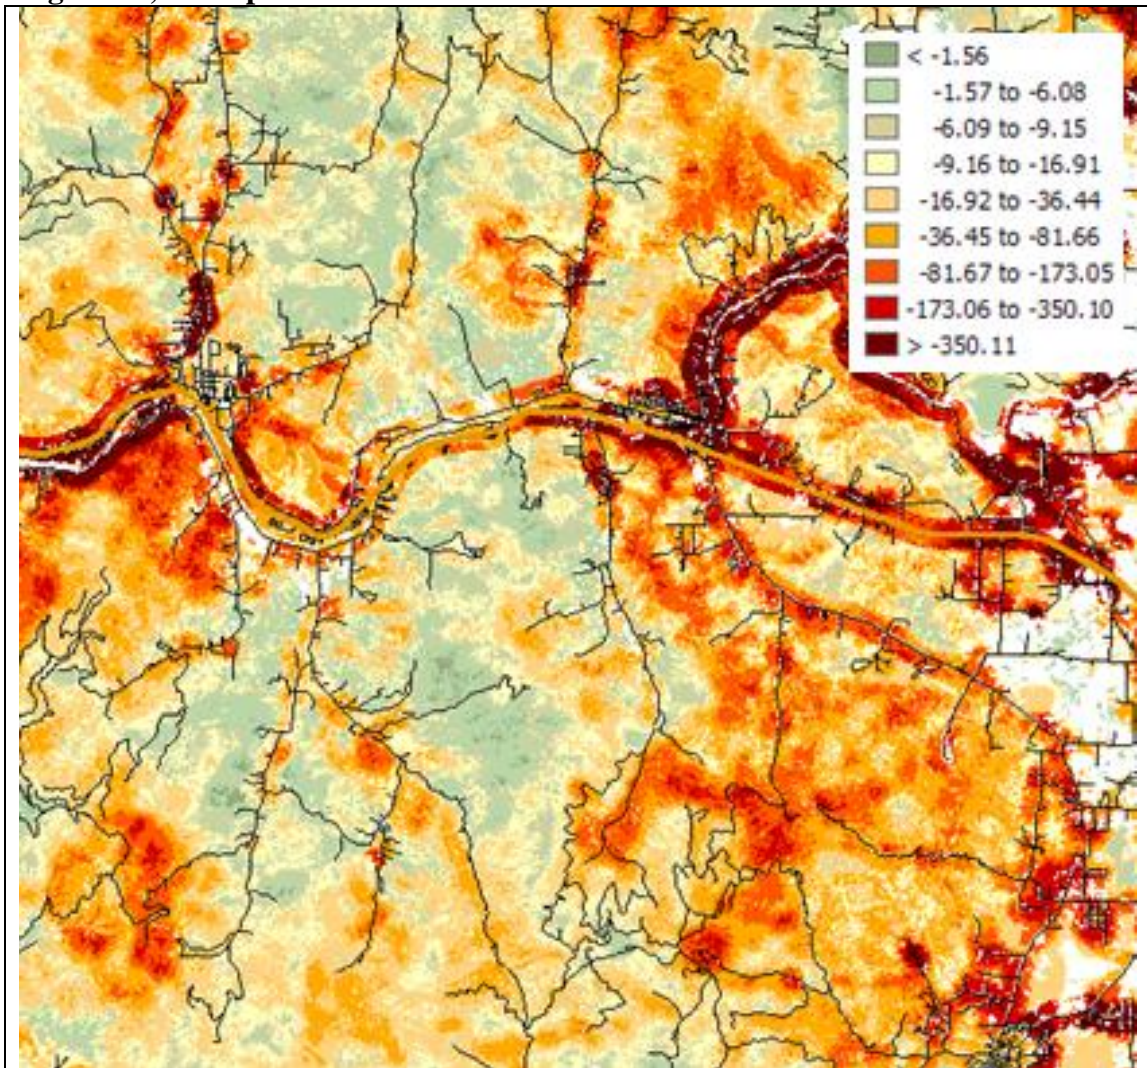 < -1.56
-1.57 to -6.08
-6.09 to -9.15
-9.16 to -16.91
-16.92 to -36.44
-36.45 to -81.66
-81.67 to -173.05
-173.06 to -350.10
> -350.11